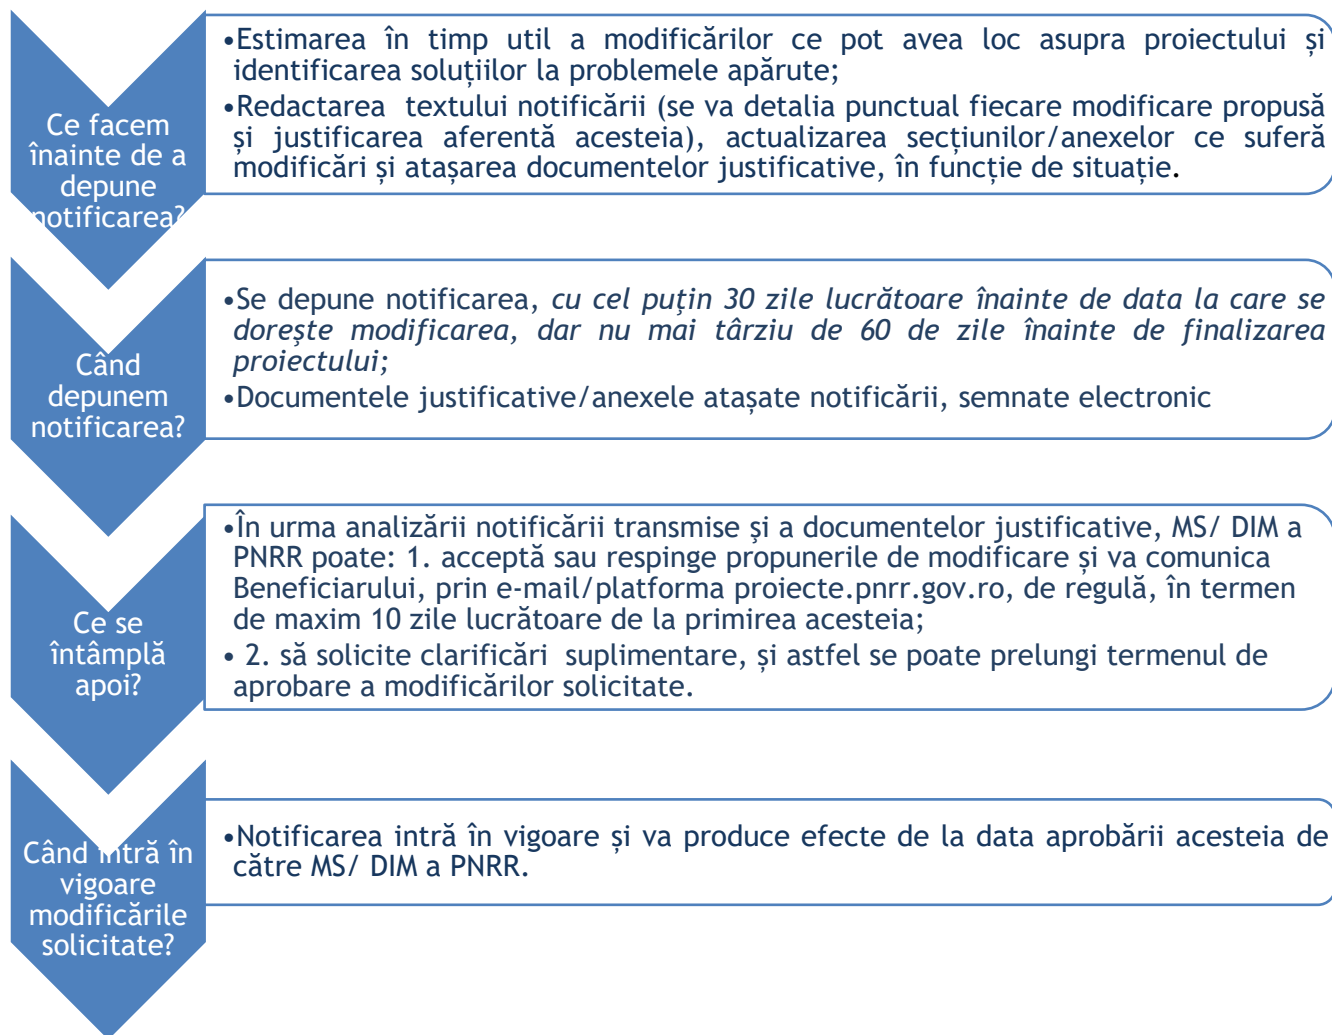 Ce facem
înainte de a
depune
notificarea?
•Estimarea în timp util a modificărilor ce pot avea loc asupra proiectului și
identificarea soluțiilor la problemele apărute;
•Redactarea textului notificării (se va detalia punctual fiecare modificare propusă
și justificarea aferentă acesteia), actualizarea secțiunilor/anexelor ce suferă
modificări și atașarea documentelor justificative, în funcție de situație.
Când
depunem
notificarea?
•Se depune notificarea, cu cel puțin 30 zile lucrătoare înainte de data la care se
dorește modificarea, dar nu mai târziu de 60 de zile înainte de finalizarea
proiectului;
•Documentele justificative/anexele atașate notificării, semnate electronic
Ce se
întâmplă
apoi?
•În urma analizării notificării transmise şi a documentelor justificative, MS/ DIM a
PNRR poate: 1. acceptă sau respinge propunerile de modificare și va comunica
Beneficiarului, prin e-mail/platforma proiecte.pnrr.gov.ro, de regulă, în termen
de maxim 10 zile lucrătoare de la primirea acesteia;
• 2. să solicite clarificări suplimentare, și astfel se poate prelungi termenul de
aprobare a modificărilor solicitate.
Când intră în
vigoare
modificările
solicitate?
•Notificarea intră în vigoare și va produce efecte de la data aprobării acesteia de
către MS/ DIM a PNRR.